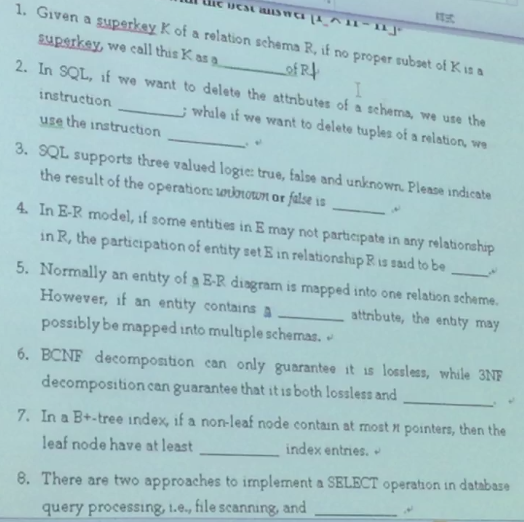 the best answer [1_
样式
1. Given a superkey K of a relation schema R, if no proper subset of K is a
superkey, we call this K as a ________ of R.
2. In SQL, if we want to delete the attributes of a schema, we use the
instruction ________; while if we want to delete tuples of a relation, we
use the instruction ________.
3. SQL supports three valued logic: true, false and unknown. Please indicate
the result of the operation: unknown or false is ________.
4. In E-R model, if some entities in E may not participate in any relationship
in R, the participation of entity set E in relationship R is said to be _____.
5. Normally an entity of a E-R diagram is mapped into one relation scheme.
However, if an entity contains a ________ attribute, the entity may
possibly be mapped into multiple schemas.
6. BCNF decomposition can only guarantee it is lossless, while 3NF
decomposition can guarantee that it is both lossless and ___________.
7. In a B+-tree index, if a non-leaf node contain at most n pointers, then the
leaf node have at least __________ index entries.
8. There are two approaches to implement a SELECT operation in database
query processing, i.e., file scanning, and __________.